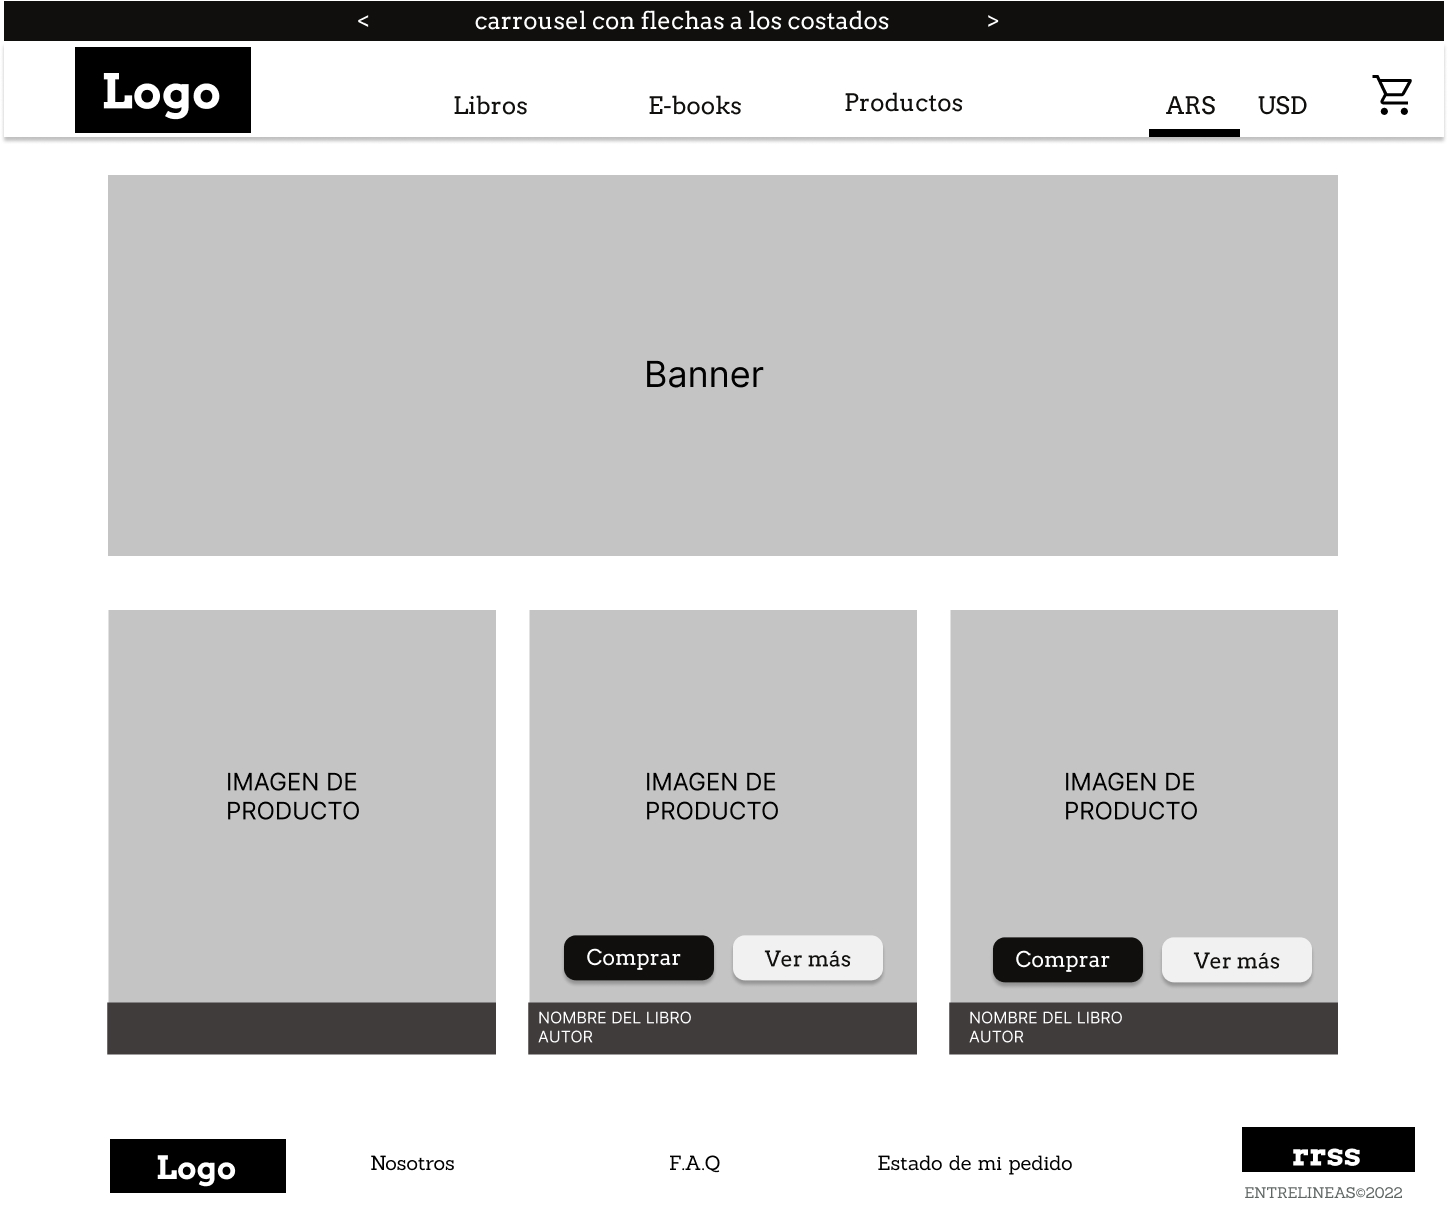 < carrousel con flechas a los costados >
Logo
Libros E-books Productos ARS USD
Banner
IMAGEN DE
PRODUCTO
IMAGEN DE
PRODUCTO
Comprar Ver más
NOMBRE DEL LIBRO
AUTOR
IMAGEN DE
PRODUCTO
Comprar Ver más
NOMBRE DEL LIBRO
AUTOR
Logo
Nosotros F.A.Q Estado de mi pedido
rrss
ENTRELINEAS©2022